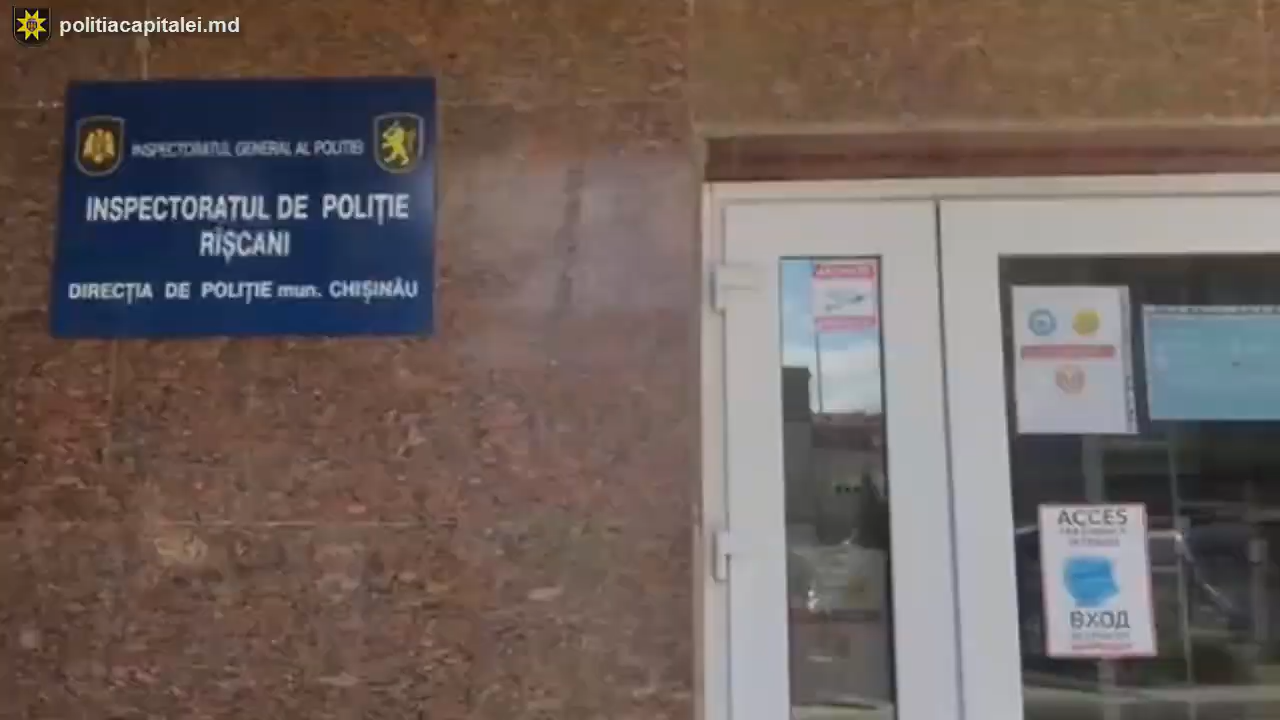 politiacapitalei.md
INSPECTORATUL GENERAL AL POLIȚIEI
INSPECTORATUL DE POLIȚIE
RÎȘCANI
DIRECȚIA DE POLIȚIE mun. CHIȘINĂU
ACCES
ВХОД